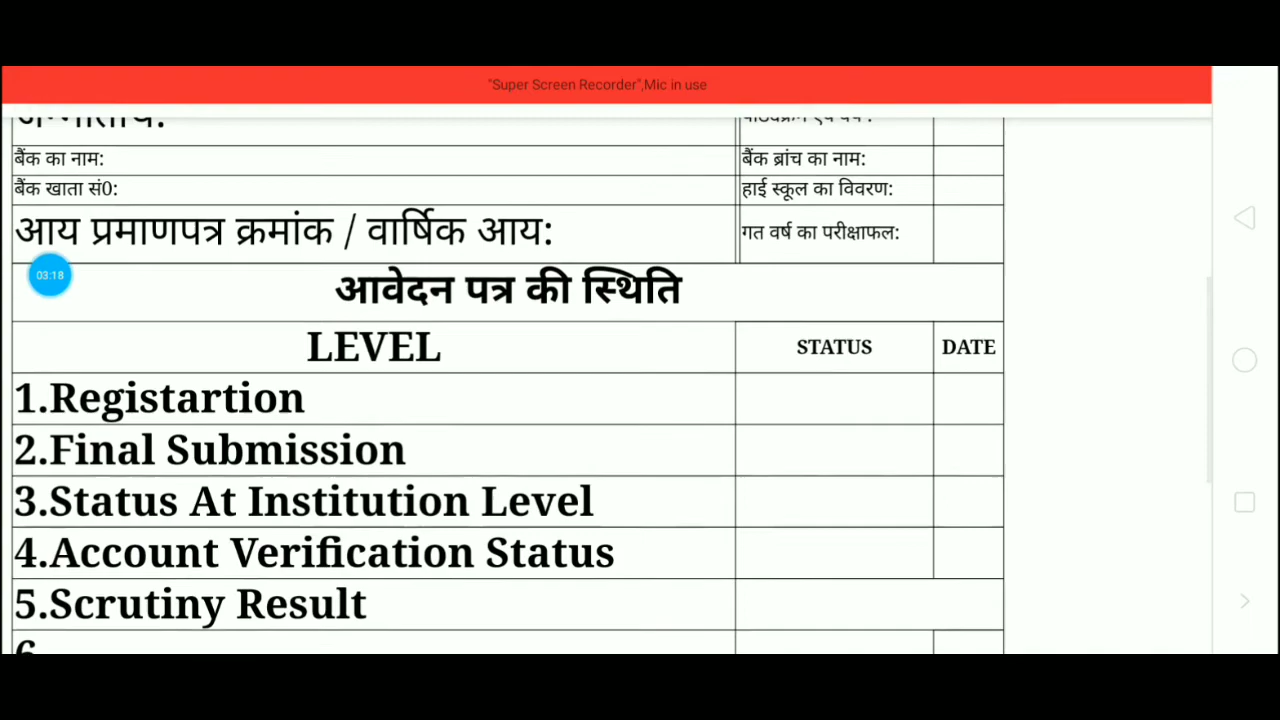 "Super Screen Recorder",Mic in use
बैंक का नाम:
बैंक ब्रांच का नाम:
बैंक खाता सं0:
हाई स्कूल का विवरण:
आय प्रमाणपत्र क्रमांक / वार्षिक आय:
गत वर्ष का परीक्षाफल:
03:18
आवेदन पत्र की स्थिति
LEVEL STATUS DATE
1.Registartion
2.Final Submission
3.Status At Institution Level
4.Account Verification Status
5.Scrutiny Result